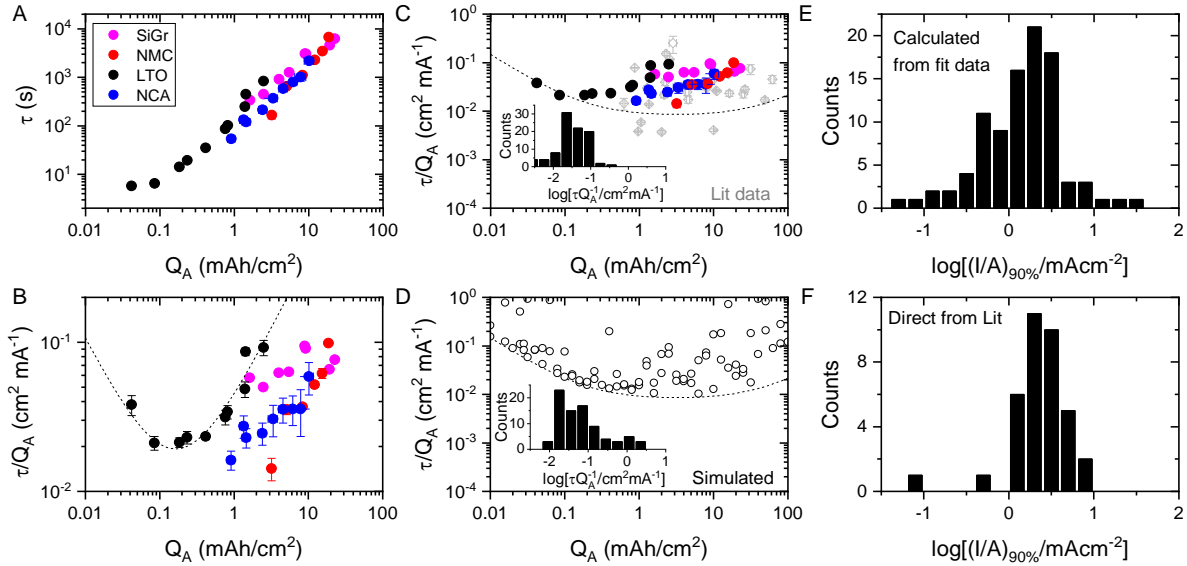 A
10⁴
10³
10²
10¹
τ (s)
SiGr
NMC
LTO
NCA
0.01 0.1 1 10 100
Q_A (mAh/cm²)
B
10⁻¹
10⁻²
τ/Q_A (cm² mA⁻¹)
0.01 0.1 1 10 100
Q_A (mAh/cm²)
C
10⁰
10⁻¹
10⁻²
10⁻³
10⁻⁴
τ/Q_A (cm² mA⁻¹)
30
20
10
0
Counts
-2 -1 0 1
log[τQ_A⁻¹/cm²mA⁻¹]
Lit data
0.01 0.1 1 10 100
Q_A (mAh/cm²)
D
10⁰
10⁻¹
10⁻²
10⁻³
10⁻⁴
τ/Q_A (cm² mA⁻¹)
20
10
0
Counts
-2 -1 0 1
log[τQ_A⁻¹/cm²mA⁻¹]
Simulated
0.01 0.1 1 10 100
Q_A (mAh/cm²)
E
20
10
0
Counts
Calculated
from fit data
-1 0 1
log[(I/A)₉₀%/mAcm⁻²]
F
12
9
6
3
0
Counts
Direct from Lit
-1 0 1
log[(I/A)₉₀%/mAcm⁻²]